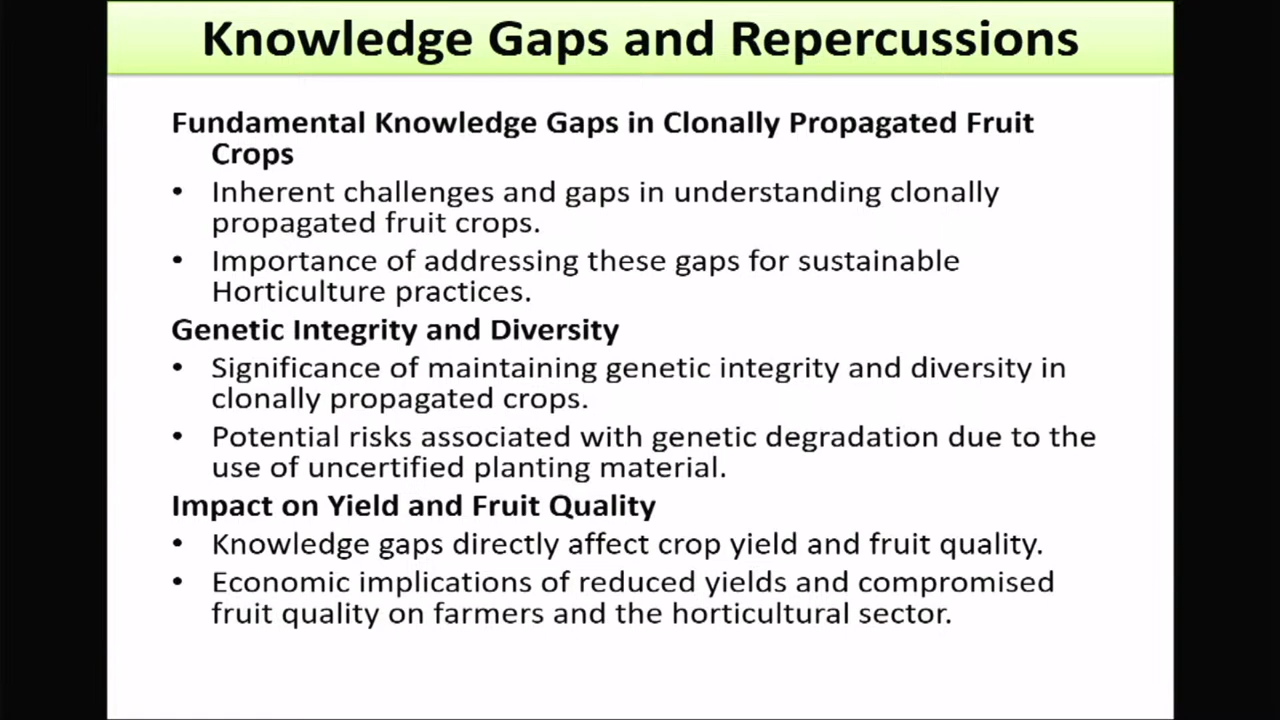 Knowledge Gaps and Repercussions
Fundamental Knowledge Gaps in Clonally Propagated Fruit
Crops
• Inherent challenges and gaps in understanding clonally
propagated fruit crops.
• Importance of addressing these gaps for sustainable
Horticulture practices.
Genetic Integrity and Diversity
• Significance of maintaining genetic integrity and diversity in
clonally propagated crops.
• Potential risks associated with genetic degradation due to the
use of uncertified planting material.
Impact on Yield and Fruit Quality
• Knowledge gaps directly affect crop yield and fruit quality.
• Economic implications of reduced yields and compromised
fruit quality on farmers and the horticultural sector.